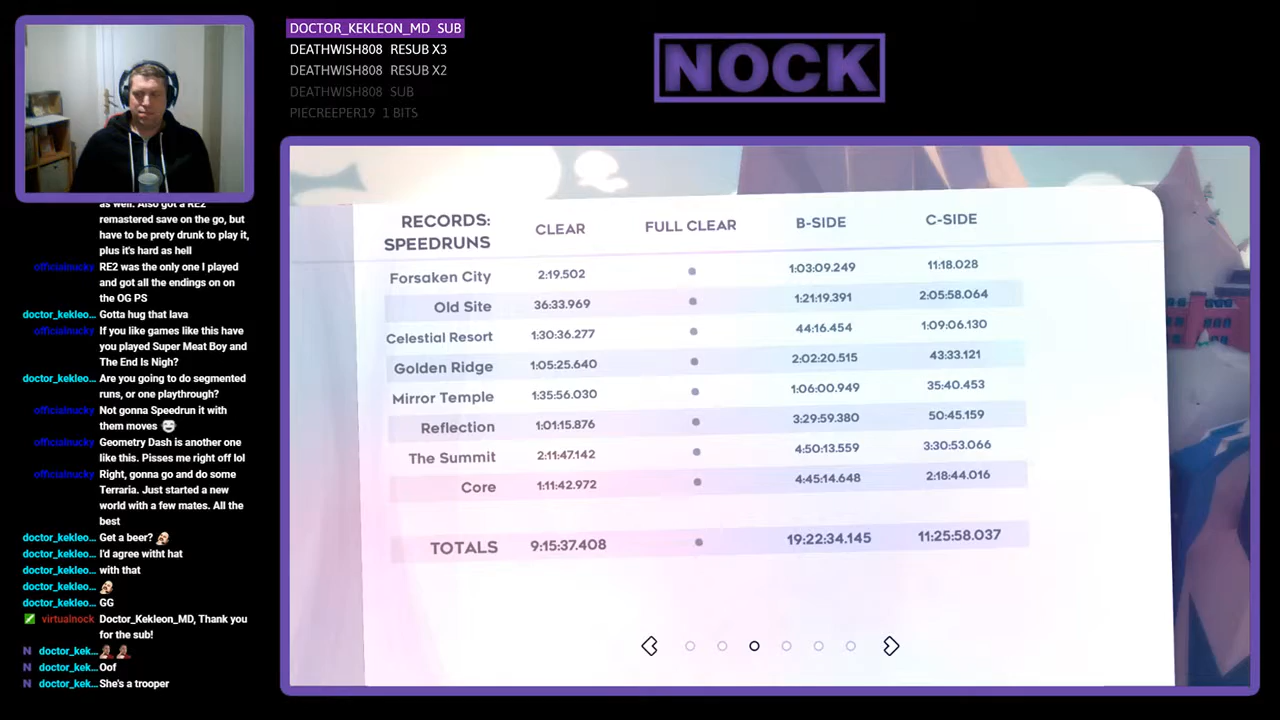 DOCTOR_KEKLEON_MD SUB
DEATHWISH808 RESUB X3
DEATHWISH808 RESUB X2
DEATHWISH808 SUB
PIECREEPER19 1 BITS
NOCK
as well. Also got a RE2
remastered save on the go, but
have to be prety drunk to play it,
plus it's hard as hell
officialnucky RE2 was the only one I played
and got all the endings on on
the OG PS
doctor_kekleo... Gotta hug that lava
officialnucky If you like games like this have
you played Super Meat Boy and
The End Is Nigh?
doctor_kekleo... Are you going to do segmented
runs, or one playthrough?
officialnucky Not gonna Speedrun it with
them moves
officialnucky Geometry Dash is another one
like this. Pisses me right off lol
officialnucky Right, gonna go and do some
Terraria. Just started a new
world with a few mates. All the
best
doctor_kekleo... Get a beer?
doctor_kekleo... I'd agree witht hat
doctor_kekleo... with that
doctor_kekleo...
doctor_kekleo... GG
virtualnock Doctor_Kekleon_MD, Thank you
for the sub!
N doctor_kek...
N doctor_kek... Oof
N doctor_kek... She's a trooper
RECORDS:
SPEEDRUNS CLEAR FULL CLEAR B-SIDE C-SIDE
Forsaken City 2:19.502 1:03:09.249 11:18.028
Old Site 36:33.969 1:21:19.391 2:05:58.064
Celestial Resort 1:30:36.277 44:16.454 1:09:06.130
Golden Ridge 1:05:25.640 2:02:20.515 43:33.121
Mirror Temple 1:35:56.030 1:06:00.949 35:40.453
Reflection 1:01:15.876 3:29:59.380 50:45.159
The Summit 2:11:47.142 4:50:13.559 3:30:53.066
Core 1:11:42.972 4:45:14.648 2:18:44.016
TOTALS 9:15:37.408 19:22:34.145 11:25:58.037